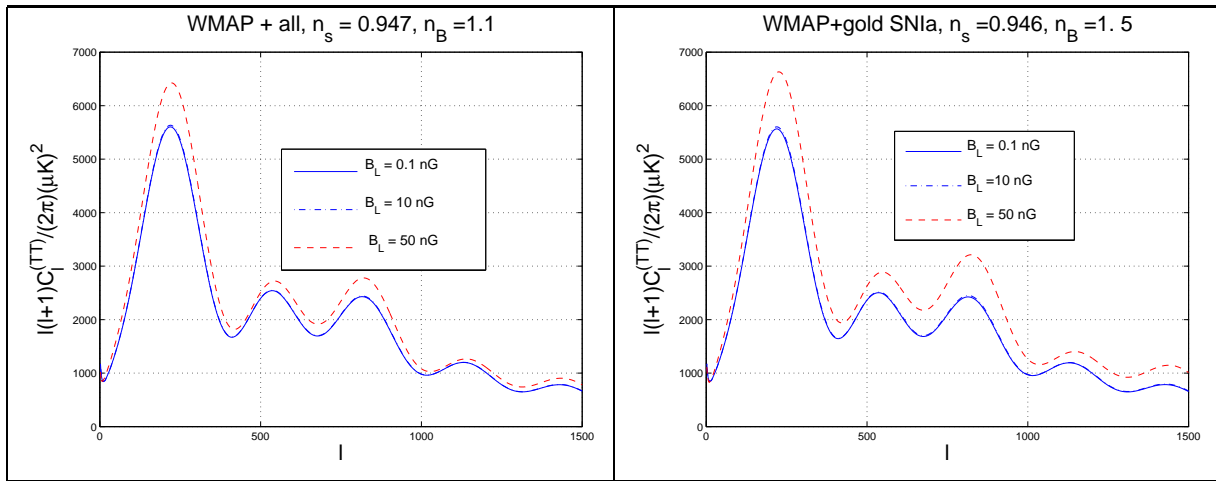 WMAP + all, n_s = 0.947, n_B =1.1
7000
6000
5000
4000
3000
2000
1000
0
l(l+1)C_l^(TT)/(2π)(μK)^2
B_L = 0.1 nG
B_L = 10 nG
B_L = 50 nG
0 500 1000 1500
l
WMAP+gold SNIa, n_s =0.946, n_B =1. 5
7000
6000
5000
4000
3000
2000
1000
0
l(l+1)C_l^(TT)/(2π)(μK)^2
B_L = 0.1 nG
B_L =10 nG
B_L = 50 nG
0 500 1000 1500
l